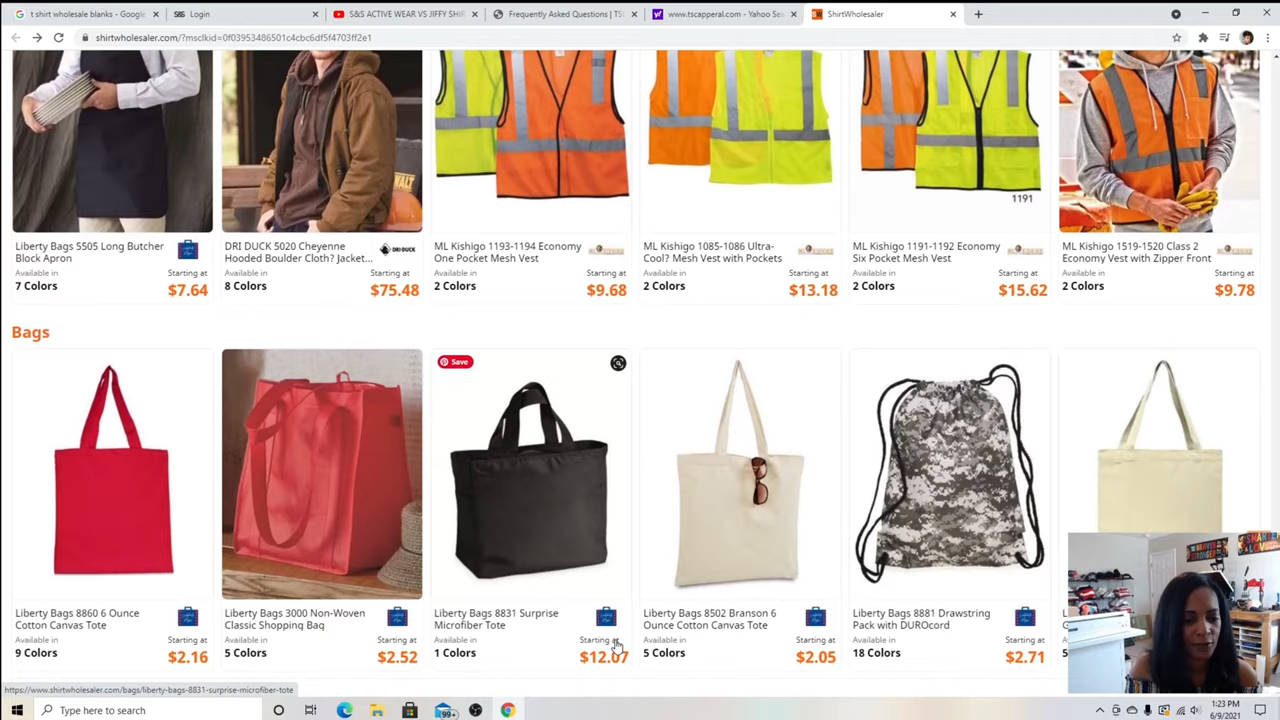 t shirt wholesale blanks - Google
Login
S&S ACTIVE WEAR VS JIFFY SHIR
Frequently Asked Questions | TSC
www.tscapperal.com - Yahoo Sea
ShirtWholesaler
shirtwholesaler.com/?msclkid=0f03953486501c4cbc6df5f4703ff2e1
1191
Liberty Bags 5505 Long Butcher
Block Apron
Available in
7 Colors
Starting at
$7.64
DRI DUCK 5020 Cheyenne
Hooded Boulder Cloth? Jacket...
DRI DUCK
Available in
8 Colors
Starting at
$75.48
ML Kishigo 1193-1194 Economy
One Pocket Mesh Vest
Available in
2 Colors
Starting at
$9.68
ML Kishigo 1085-1086 Ultra-
Cool? Mesh Vest with Pockets
Available in
2 Colors
Starting at
$13.18
ML Kishigo 1191-1192 Economy
Six Pocket Mesh Vest
Available in
2 Colors
Starting at
$15.62
ML Kishigo 1519-1520 Class 2
Economy Vest with Zipper Front
Available in
2 Colors
Starting at
$9.78
Bags
Save
Liberty Bags 8860 6 Ounce
Cotton Canvas Tote
Available in
9 Colors
Starting at
$2.16
Liberty Bags 3000 Non-Woven
Classic Shopping Bag
Available in
5 Colors
Starting at
$2.52
Liberty Bags 8831 Surprise
Microfiber Tote
Available in
1 Colors
Starting at
$12.07
Liberty Bags 8502 Branson 6
Ounce Cotton Canvas Tote
Available in
5 Colors
Starting at
$2.05
Liberty Bags 8881 Drawstring
Pack with DUROcord
Available in
18 Colors
Starting at
$2.71
https://www.shirtwholesaler.com/bags/liberty-bags-8831-surprise-microfiber-tote
Type here to search
99+
1:23 PM
6/9/2021